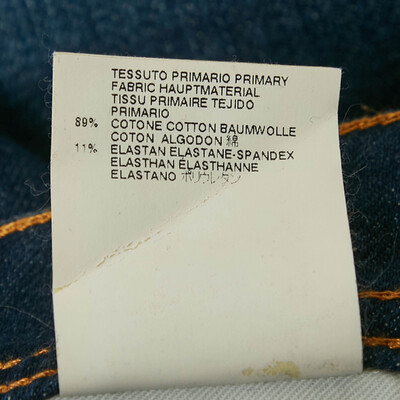 TESSUTO PRIMARIO PRIMARY
FABRIC HAUPTMATERIAL
TISSU PRIMAIRE TEJIDO
PRIMARIO
89% COTONE COTTON BAUMWOLLE
COTON ALGODON 綿
11% ELASTAN ELASTANE-SPANDEX
ELASTHAN ÉLASTHANNE
ELASTANO ポリウレタン